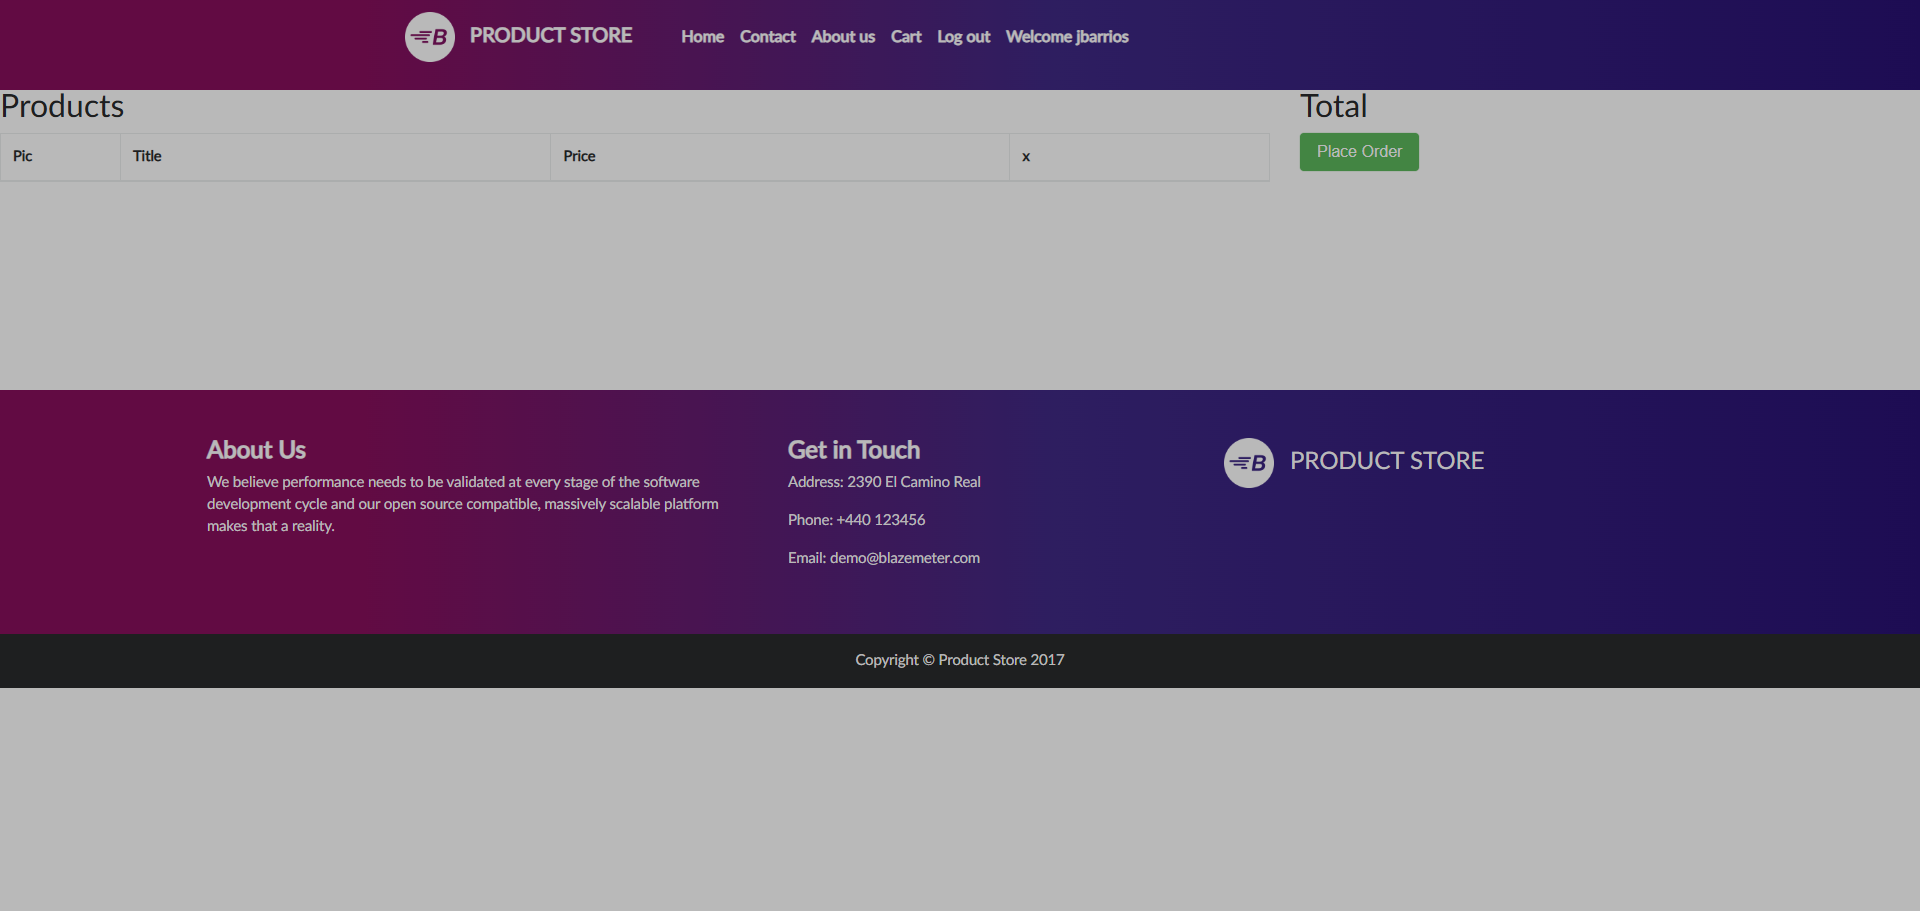 B PRODUCT STORE Home Contact About us Cart Log out Welcome jbarrios
Products
Total
Pic Title Price x
Place Order
About Us
We believe performance needs to be validated at every stage of the software
development cycle and our open source compatible, massively scalable platform
makes that a reality.
Get in Touch
Address: 2390 El Camino Real
Phone: +440 123456
Email: demo@blazemeter.com
B PRODUCT STORE
Copyright © Product Store 2017